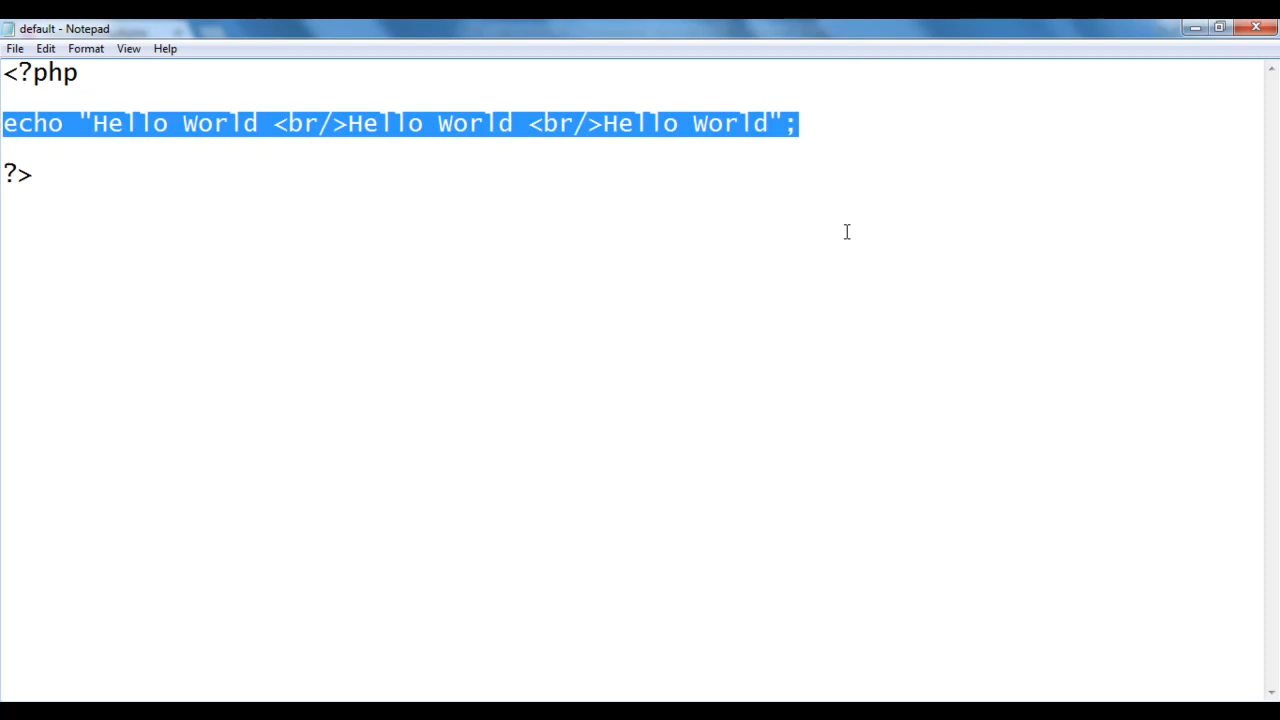 default - Notepad
File Edit Format View Help
<?php
echo "Hello World <br/>Hello World <br/>Hello World";
?>